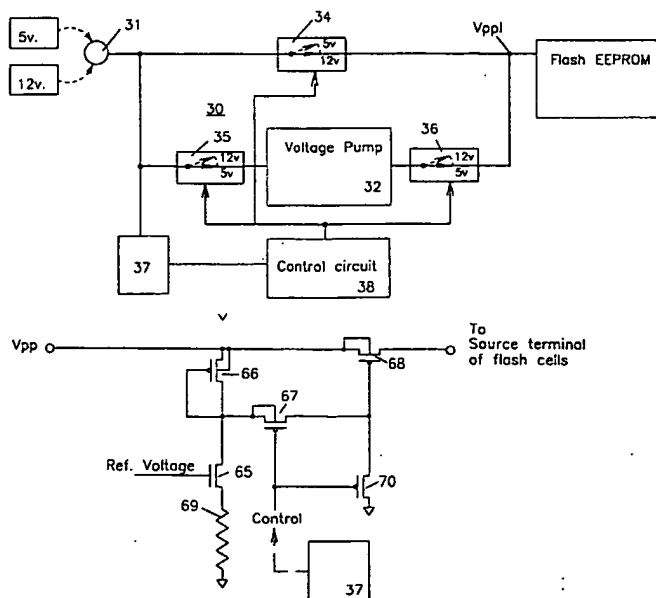 5v.
12v.
31
34
5v
12v
Vppl
Flash EEPROM
30
35
12v
5v
Voltage Pump
32
36
12v
5v
37
Control circuit
38
Vpp
66
67
68
To
Source terminal
of flash cells
Ref. Voltage
65
69
70
Control
37